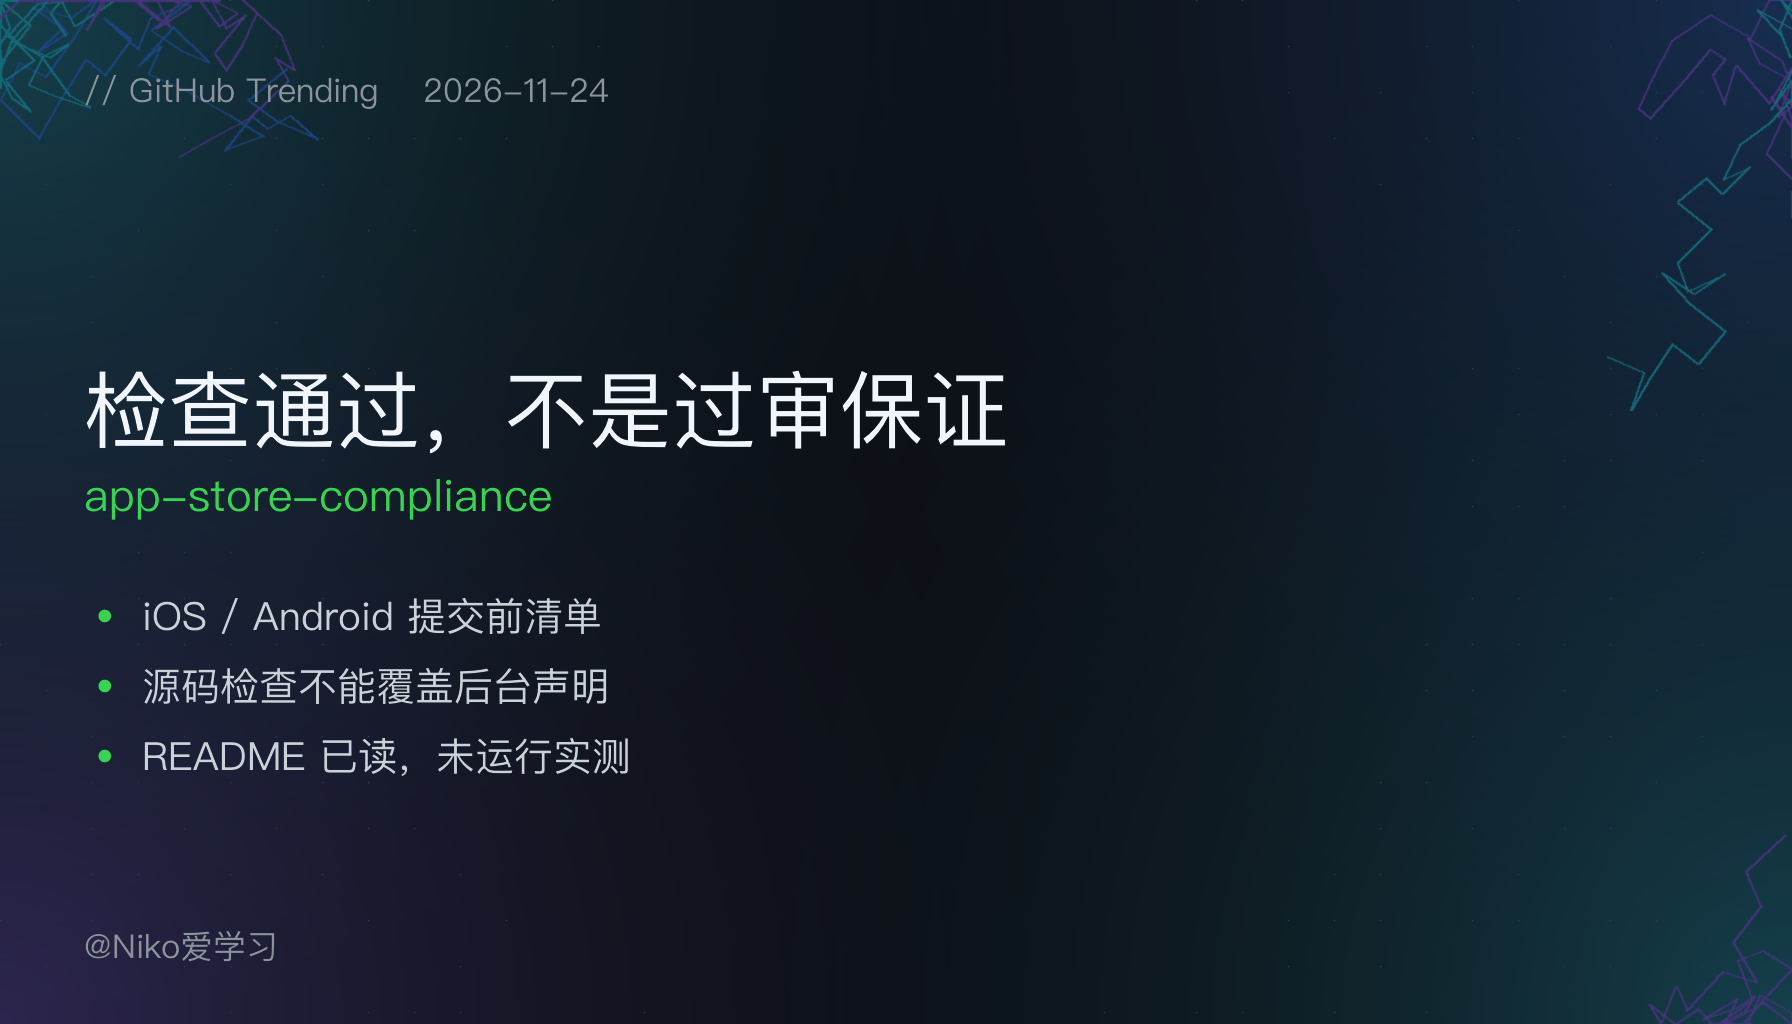 // GitHub Trending 2026-11-24
检查通过，不是过审保证
app-store-compliance
• iOS / Android 提交前清单
• 源码检查不能覆盖后台声明
• README 已读，未运行实测
@Niko爱学习